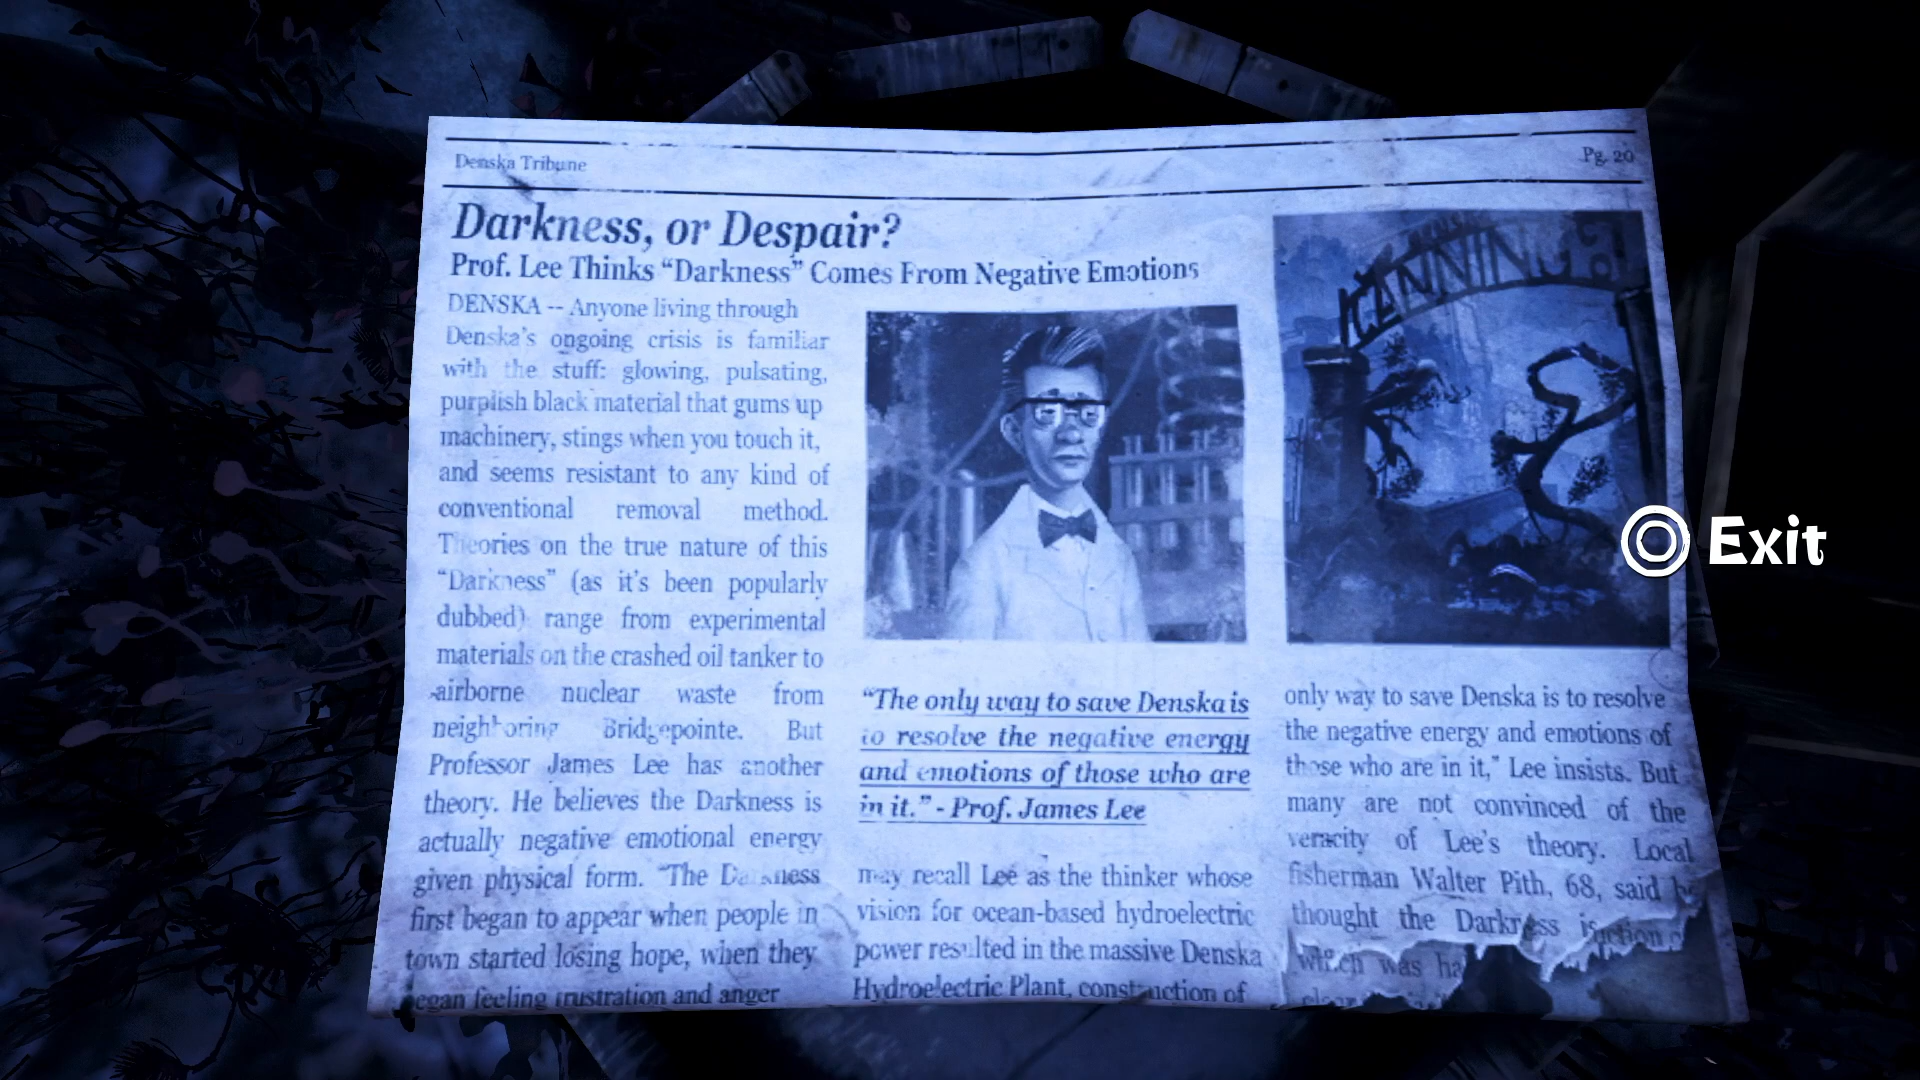 Denska Tribune
Pg. 20
Darkness, or Despair?
Prof. Lee Thinks “Darkness” Comes From Negative Emotions
DENSKA -- Anyone living through
Denska's ongoing crisis is familiar
with the stuff: glowing, pulsating,
purplish black material that gums up
machinery, stings when you touch it,
and seems resistant to any kind of
conventional removal method.
Theories on the true nature of this
“Darkness” (as it's been popularly
dubbed) range from experimental
materials on the crashed oil tanker to
airborne nuclear waste from
neighboring Bridgepointe. But
Professor James Lee has another
theory. He believes the Darkness is
actually negative emotional energy
given physical form. “The Darkness
first began to appear when people in
town started losing hope, when they
egan feeling frustration and anger
“The only way to save Denska is
to resolve the negative energy
and emotions of those who are
in it.” - Prof. James Lee
may recall Lee as the thinker whose
vision for ocean-based hydroelectric
power resulted in the massive Denska
Hydroelectric Plant, construction of
CANNING
only way to save Denska is to resolve
the negative energy and emotions of
those who are in it,” Lee insists. But
many are not convinced of the
veracity of Lee's theory. Local
fisherman Walter Pith, 68, said
thought the Darkness is
which was
Exit